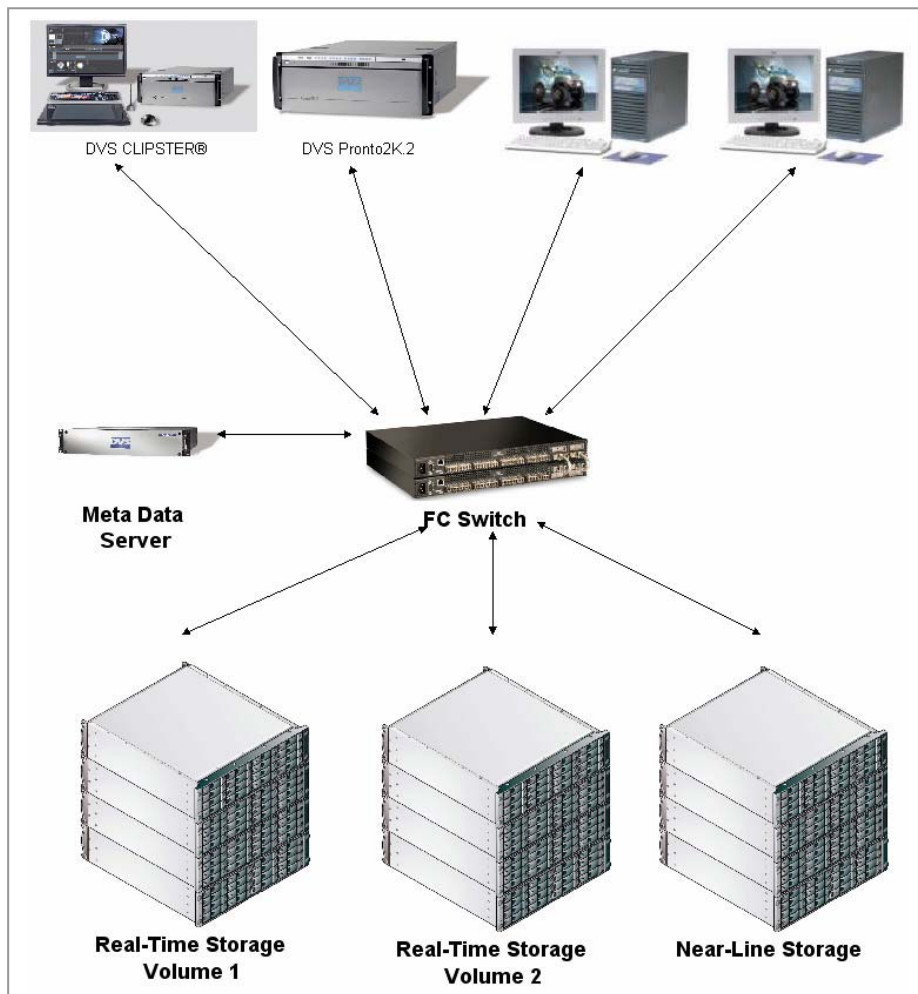 DVS CLIPSTER®
DVS Pronto2K.2
DVS
Meta Data
Server
FC Switch
Real-Time Storage
Volume 1
Real-Time Storage
Volume 2
Near-Line Storage